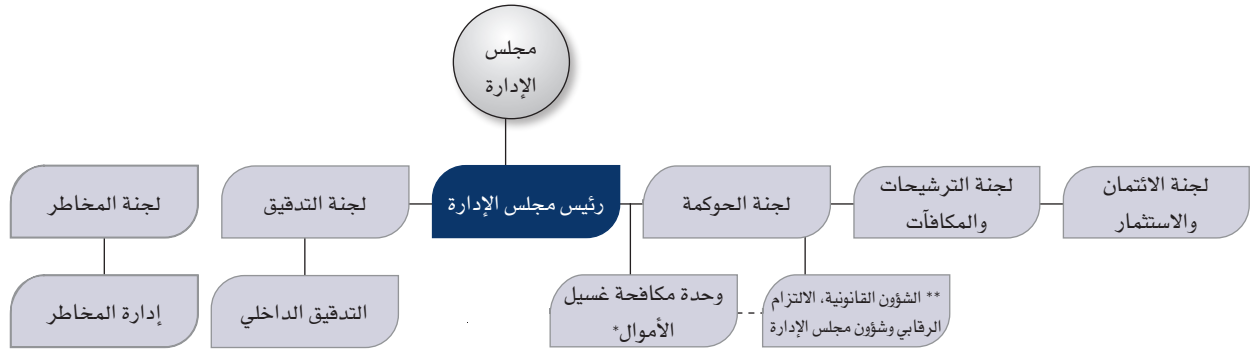 مجلس
الإدارة
لجنة الائتمان
والاستثمار
لجنة الترشيحات
والمكافآت
لجنة الحوكمة
رئيس مجلس الإدارة
لجنة التدقيق
لجنة المخاطر
** الشؤون القانونية، الالتزام
الرقابي وشؤون مجلس الإدارة
وحدة مكافحة غسيل
الأموال*
التدقيق الداخلي
إدارة المخاطر